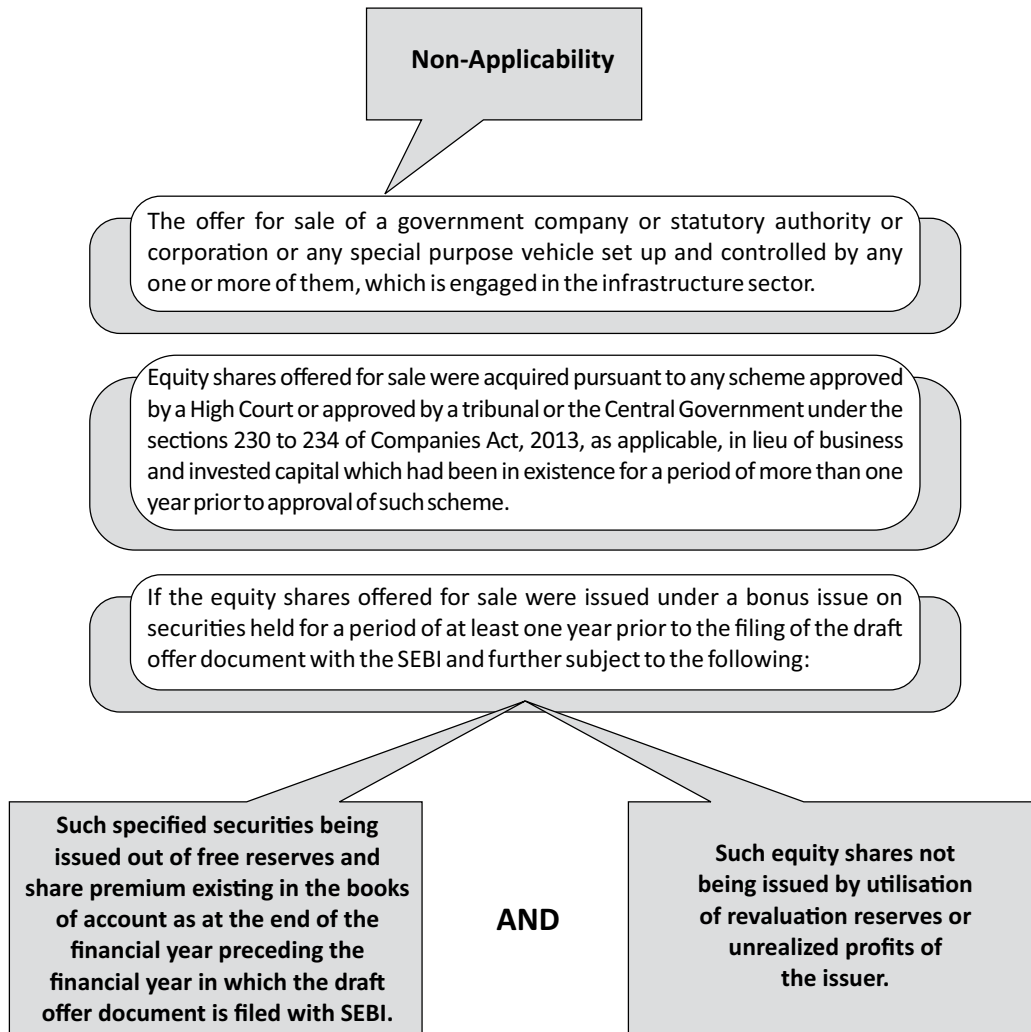 Non-Applicability
The offer for sale of a government company or statutory authority or
corporation or any special purpose vehicle set up and controlled by any
one or more of them, which is engaged in the infrastructure sector.
Equity shares offered for sale were acquired pursuant to any scheme approved
by a High Court or approved by a tribunal or the Central Government under the
sections 230 to 234 of Companies Act, 2013, as applicable, in lieu of business
and invested capital which had been in existence for a period of more than one
year prior to approval of such scheme.
If the equity shares offered for sale were issued under a bonus issue on
securities held for a period of at least one year prior to the filing of the draft
offer document with the SEBI and further subject to the following:
Such specified securities being
issued out of free reserves and
share premium existing in the books
of account as at the end of the
financial year preceding the
financial year in which the draft
offer document is filed with SEBI.
AND
Such equity shares not
being issued by utilisation
of revaluation reserves or
unrealized profits of
the issuer.